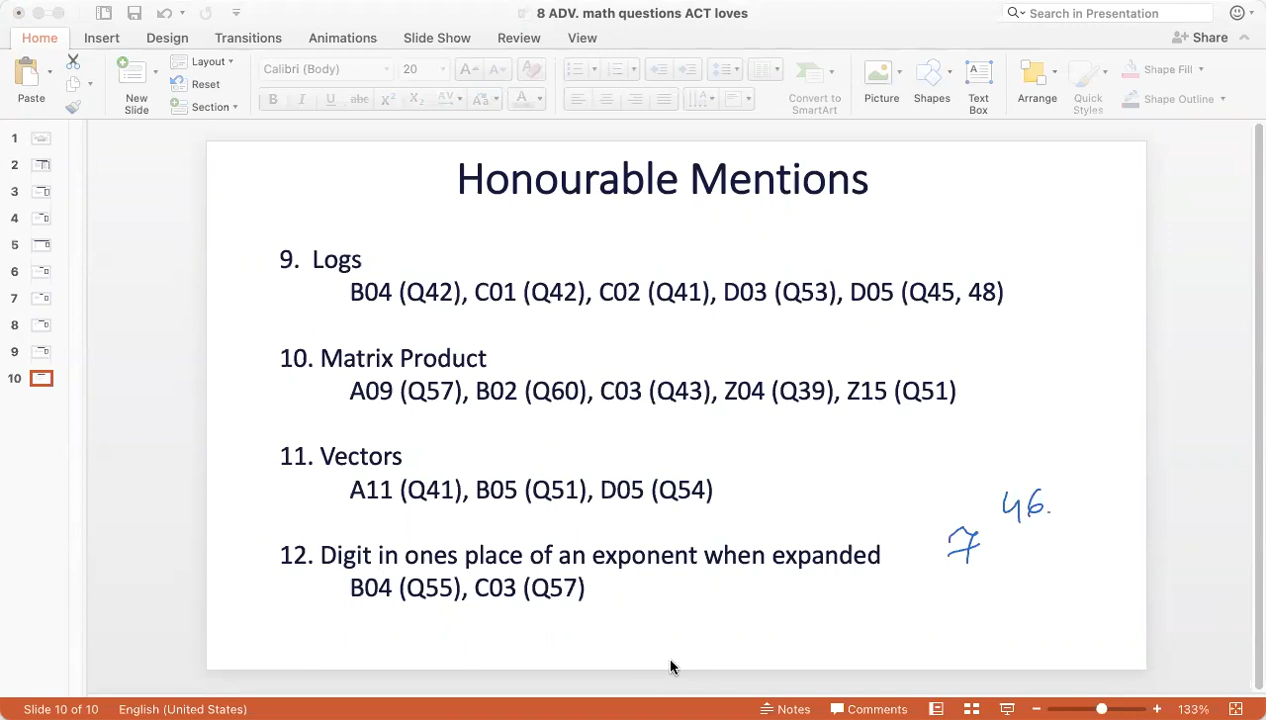 8 ADV. math questions ACT loves
Search in Presentation
Home Insert Design Transitions Animations Slide Show Review View
Share
Paste
New Slide
Layout
Reset
Section
Calibri (Body) 20
A A A
B I U abc X² X₂ AV Aa A
Convert to SmartArt
Picture
Shapes
Text Box
Arrange
Quick Styles
Shape Fill
Shape Outline
1
2
3
4
5
6
7
8
9
10
Honourable Mentions
9. Logs
B04 (Q42), C01 (Q42), C02 (Q41), D03 (Q53), D05 (Q45, 48)
10. Matrix Product
A09 (Q57), B02 (Q60), C03 (Q43), Z04 (Q39), Z15 (Q51)
11. Vectors
A11 (Q41), B05 (Q51), D05 (Q54)
46.
7
12. Digit in ones place of an exponent when expanded
B04 (Q55), C03 (Q57)
Slide 10 of 10 English (United States) Notes Comments 133%